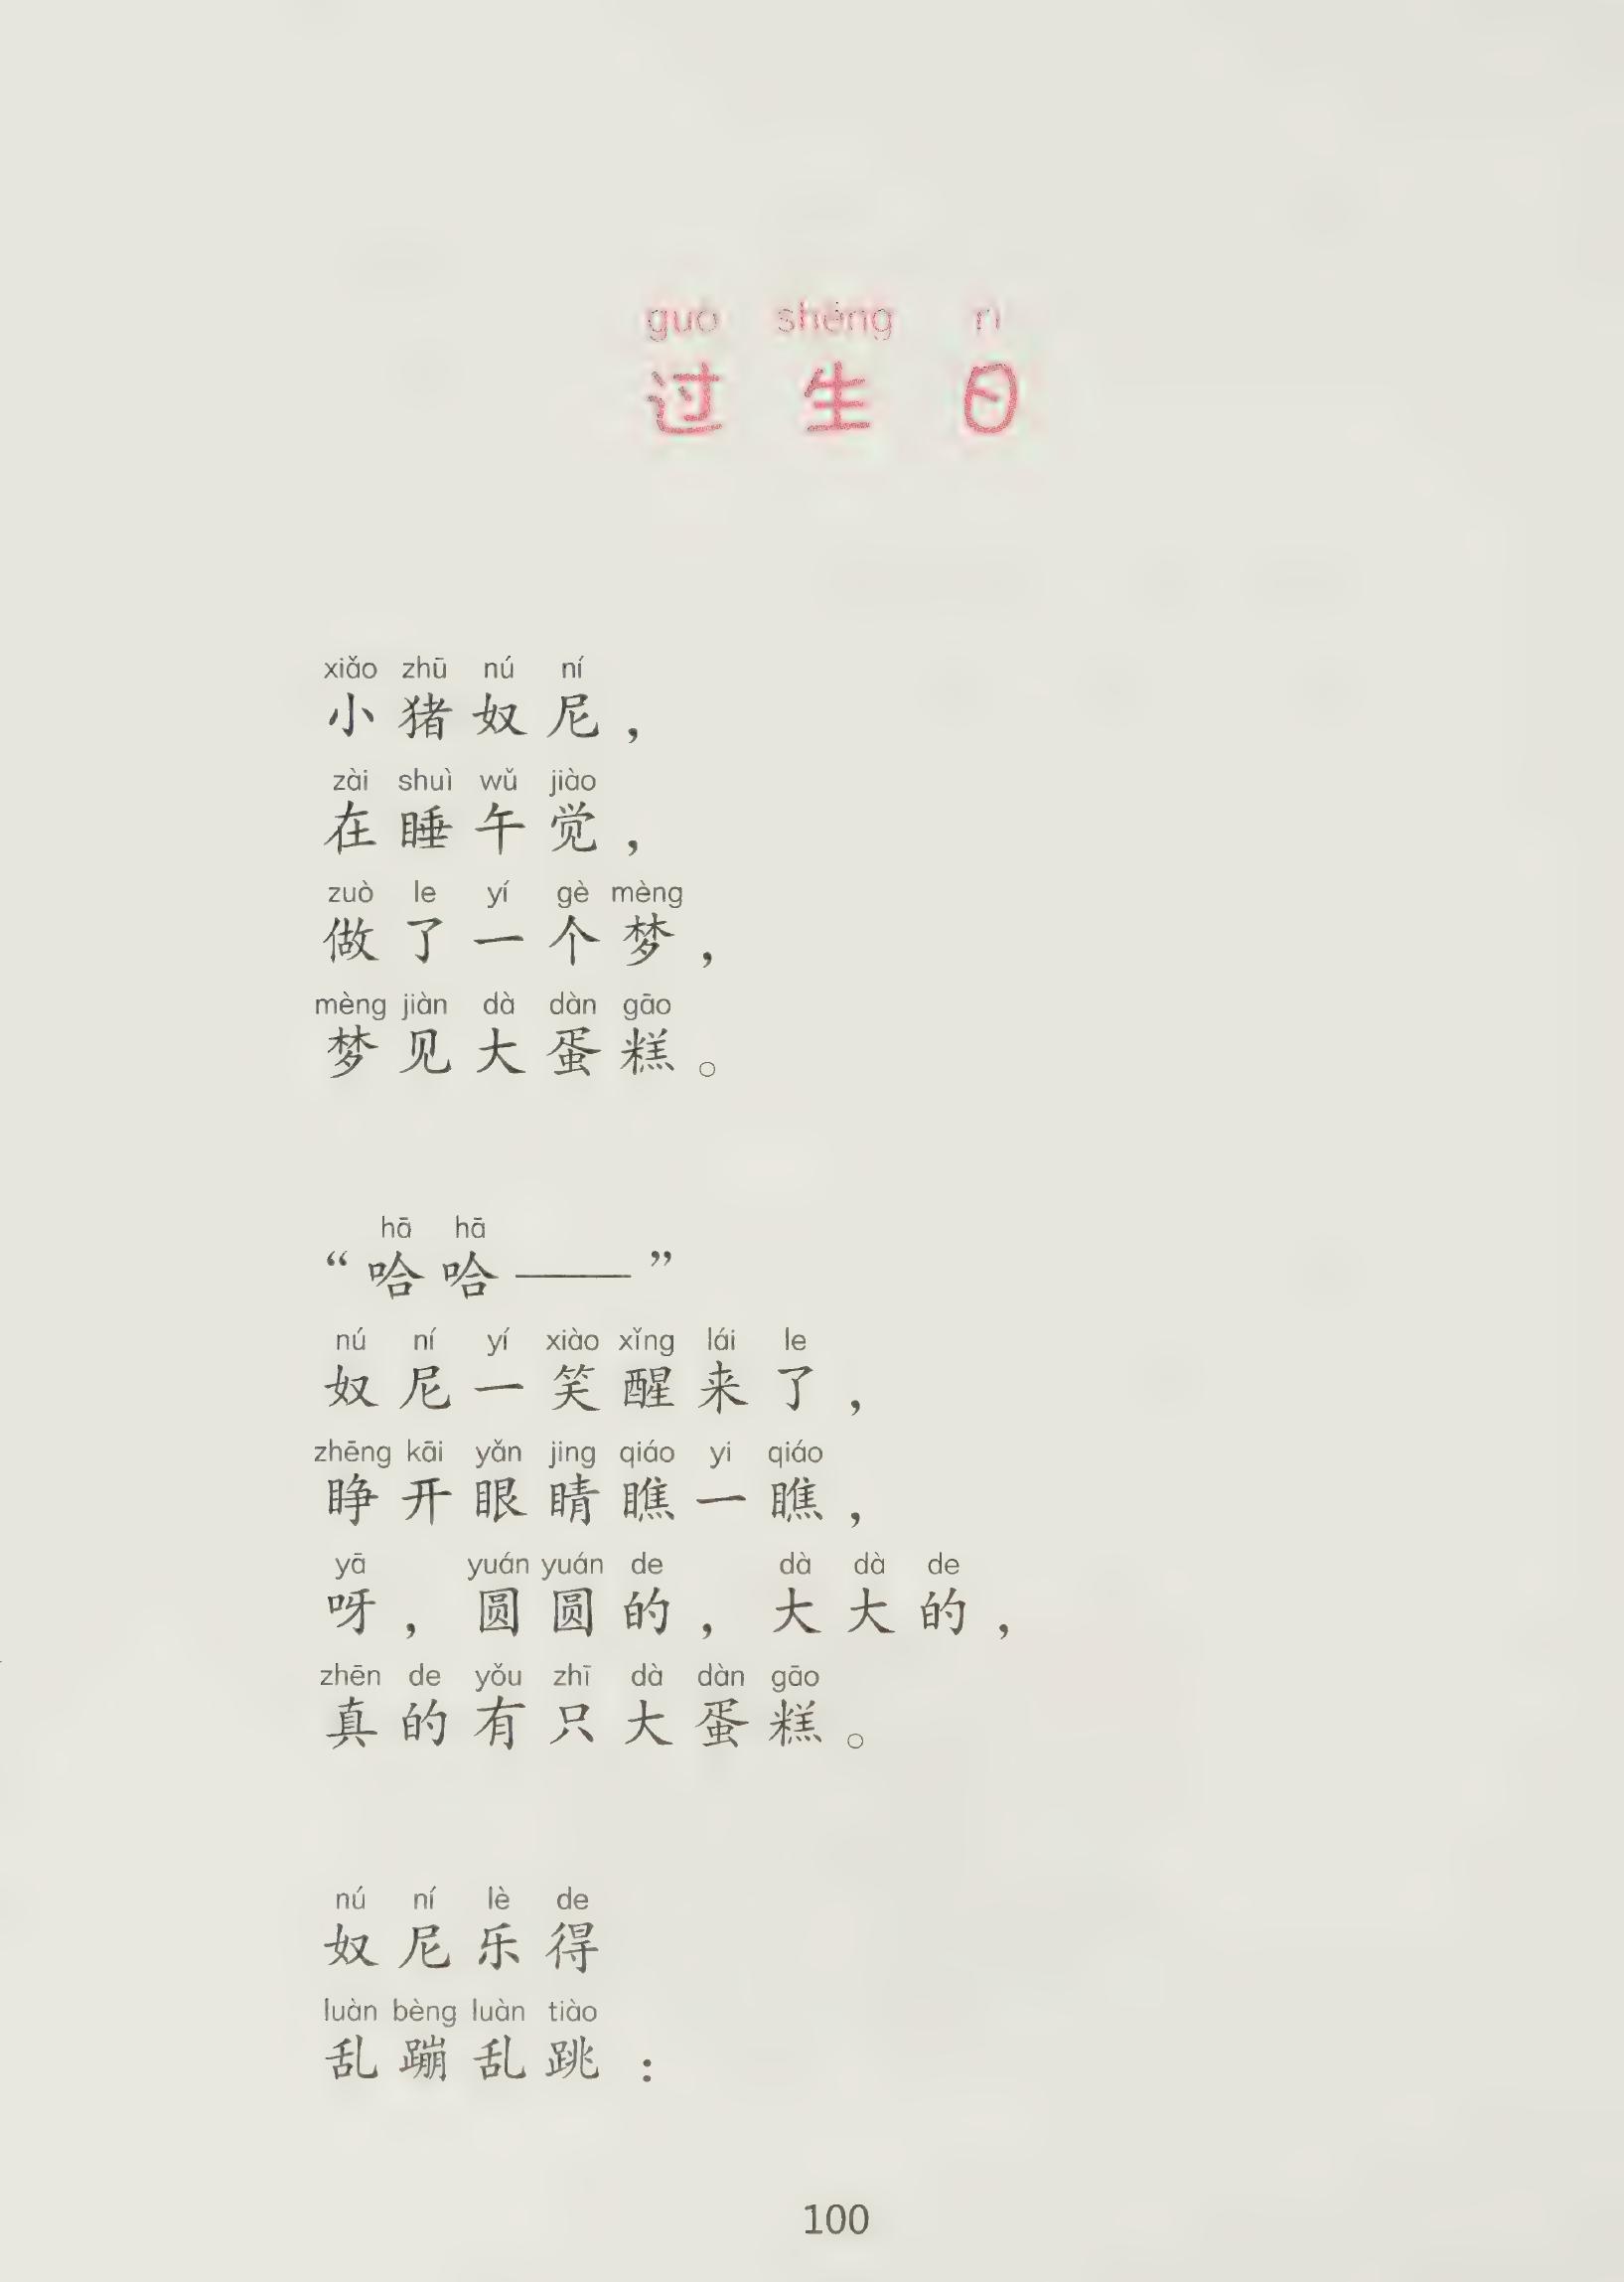 guò shēng rì
过生日
xiǎo zhū nú ní
小猪奴尼，
zài shuì wǔ jiào
在睡午觉，
zuò le yí gè mèng
做了一个梦，
mèng jiàn dà dàn gāo
梦见大蛋糕。
hā hā
“哈哈——”
nú ní yí xiào xǐng lái le
奴尼一笑醒来了，
zhēng kāi yǎn jing qiáo yi qiáo
睁开眼睛瞧一瞧，
yā yuán yuán de dà dà de
呀，圆圆的，大大的，
zhēn de yǒu zhī dà dàn gāo
真的有只大蛋糕。
nú ní lè de
奴尼乐得
luàn bèng luàn tiào
乱蹦乱跳：
100